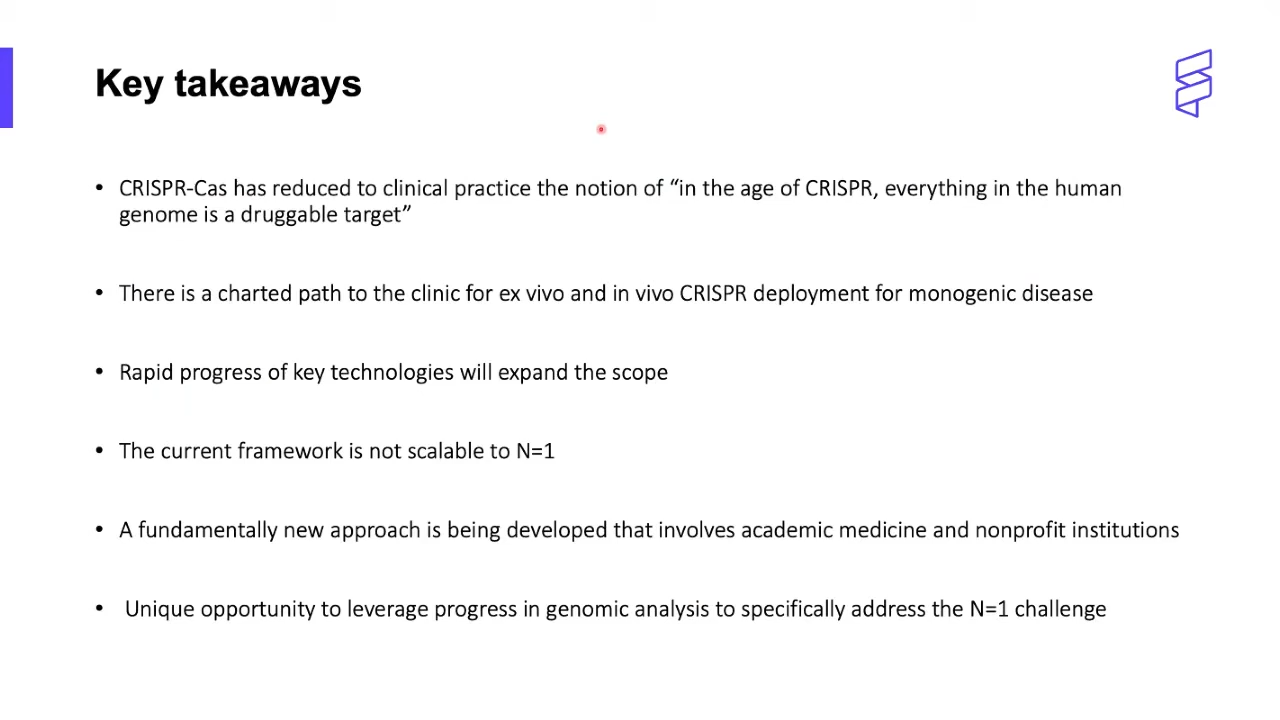 Key takeaways
• CRISPR-Cas has reduced to clinical practice the notion of “in the age of CRISPR, everything in the human
genome is a druggable target”
• There is a charted path to the clinic for ex vivo and in vivo CRISPR deployment for monogenic disease
• Rapid progress of key technologies will expand the scope
• The current framework is not scalable to N=1
• A fundamentally new approach is being developed that involves academic medicine and nonprofit institutions
• Unique opportunity to leverage progress in genomic analysis to specifically address the N=1 challenge